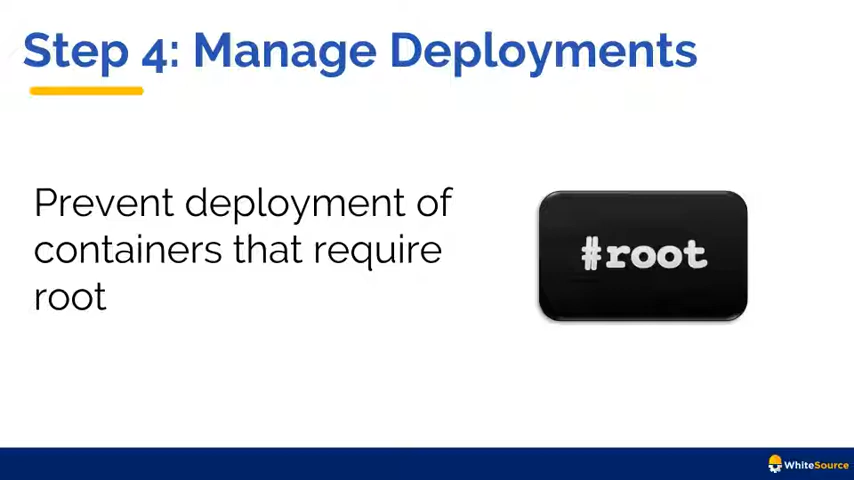 Step 4: Manage Deployments
Prevent deployment of
containers that require
root
#root
WhiteSource